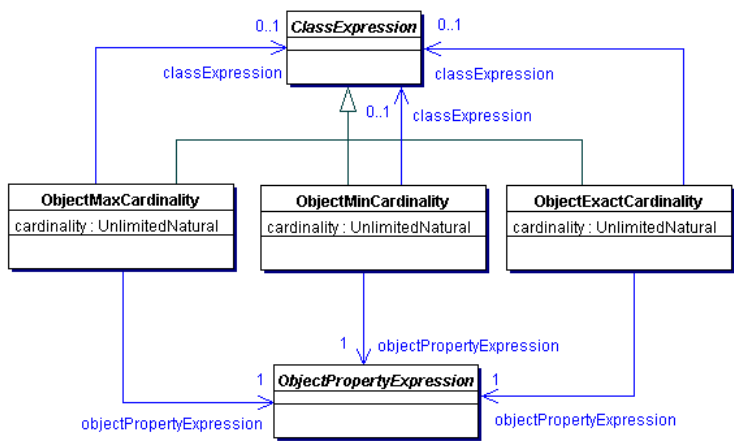 0..1
ClassExpression
0..1
classExpression
classExpression
0..1
classExpression
ObjectMaxCardinality
cardinality : UnlimitedNatural
ObjectMinCardinality
cardinality : UnlimitedNatural
ObjectExactCardinality
cardinality : UnlimitedNatural
1
objectPropertyExpression
1
ObjectPropertyExpression
1
objectPropertyExpression
objectPropertyExpression